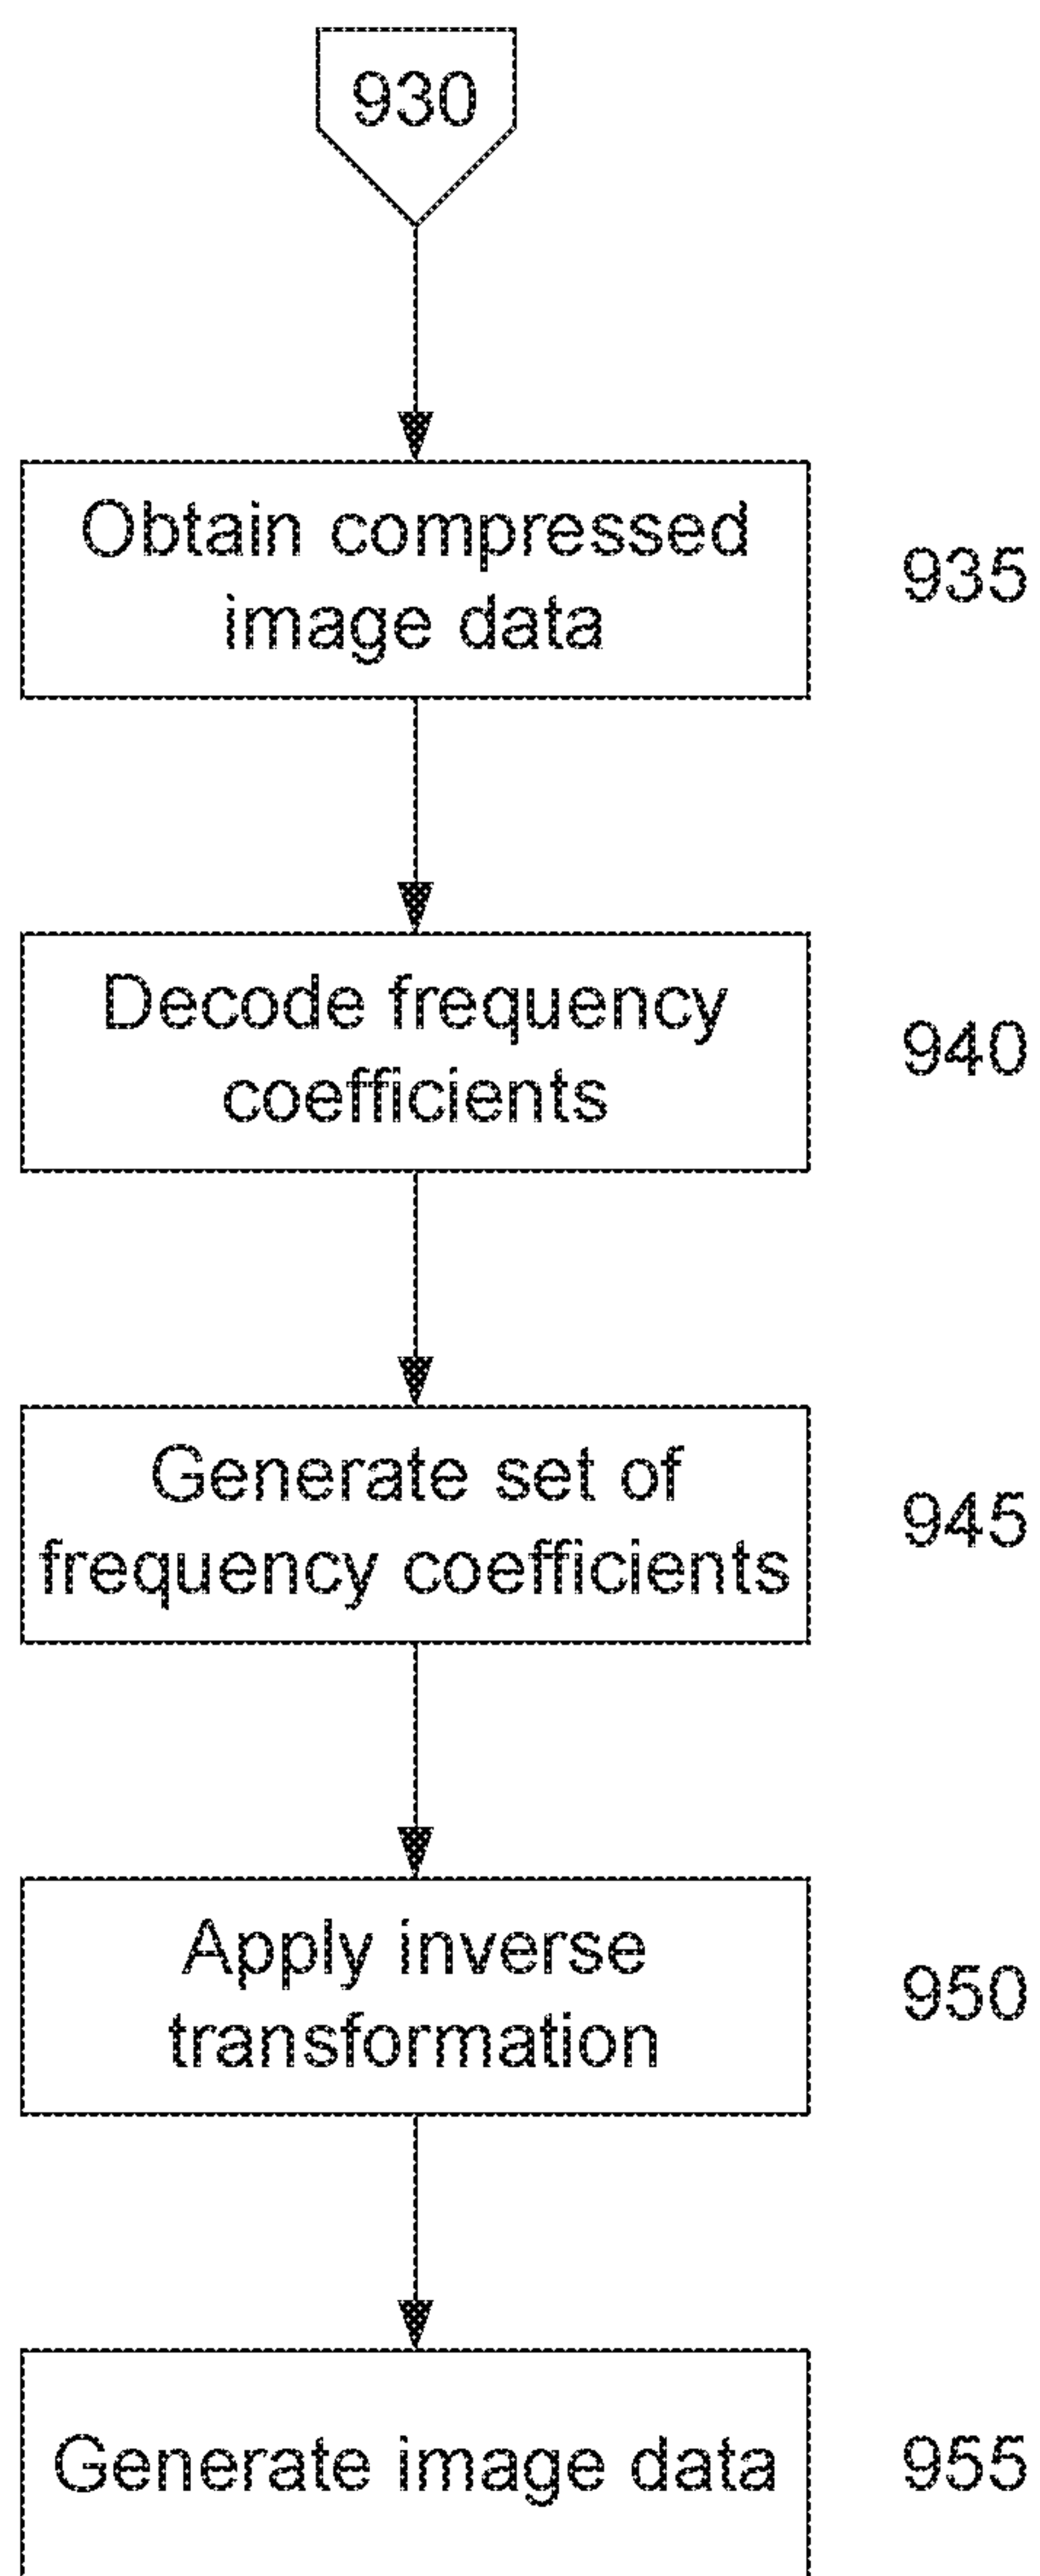 930
Obtain compressed
image data
935
Decode frequency
coefficients
940
Generate set of
frequency coefficients
945
Apply inverse
transformation
950
Generate image data
955